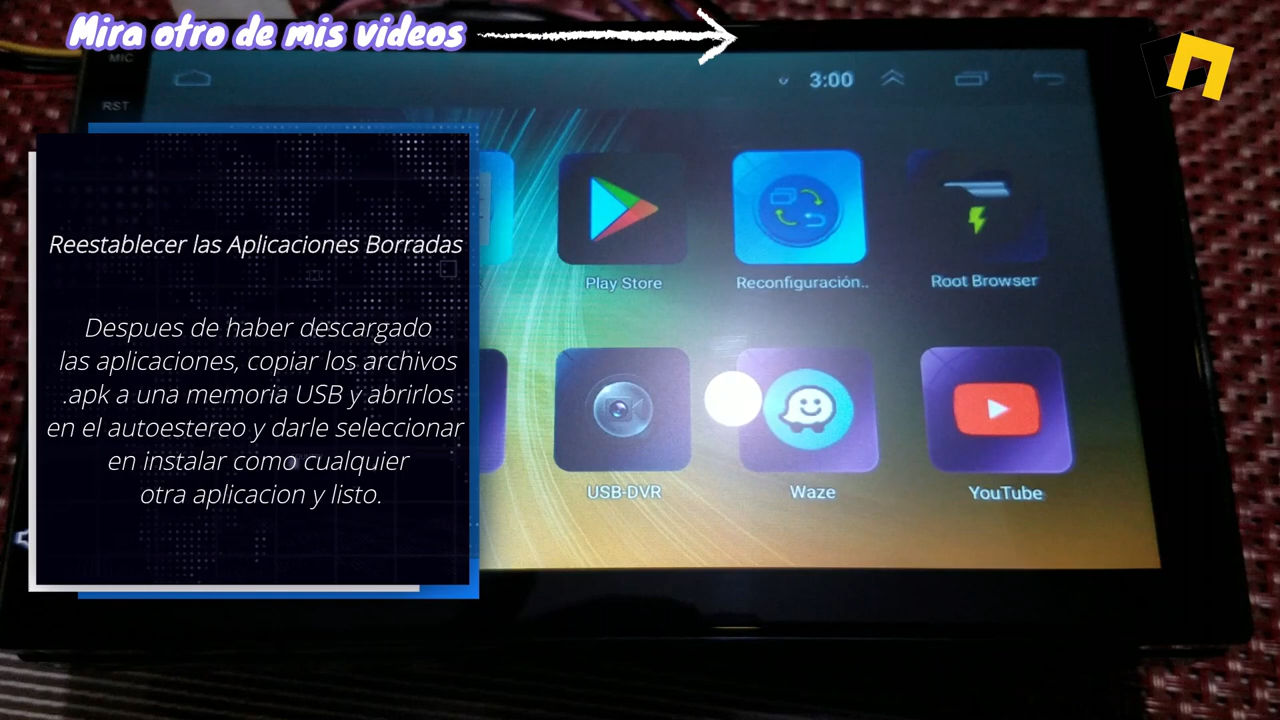 Mira otro de mis videos
MIC
RST
3:00
Reestablecer las Aplicaciones Borradas
Despues de haber descargado
las aplicaciones, copiar los archivos
.apk a una memoria USB y abrirlos
en el autoestereo y darle seleccionar
en instalar como cualquier
otra aplicacion y listo.
Play Store
Reconfiguración..
Root Browser
USB-DVR
Waze
YouTube